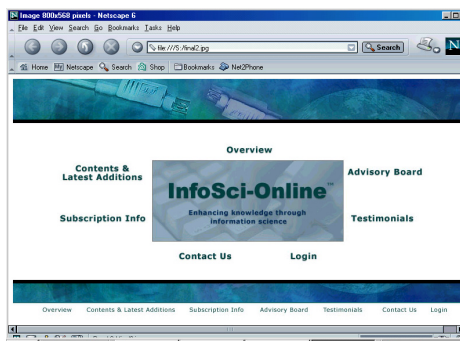 Image 800x568 pixels - Netscape 6
File Edit View Search Go Bookmarks Tasks Help
file:///S:/final2.jpg Search
Home My Netscape Search Shop Bookmarks Net2Phone
Overview
Contents &
Latest Additions
Advisory Board
InfoSci-Online™
Enhancing knowledge through
information science
Subscription Info
Testimonials
Contact Us Login
Overview Contents & Latest Additions Subscription Info Advisory Board Testimonials Contact Us Login